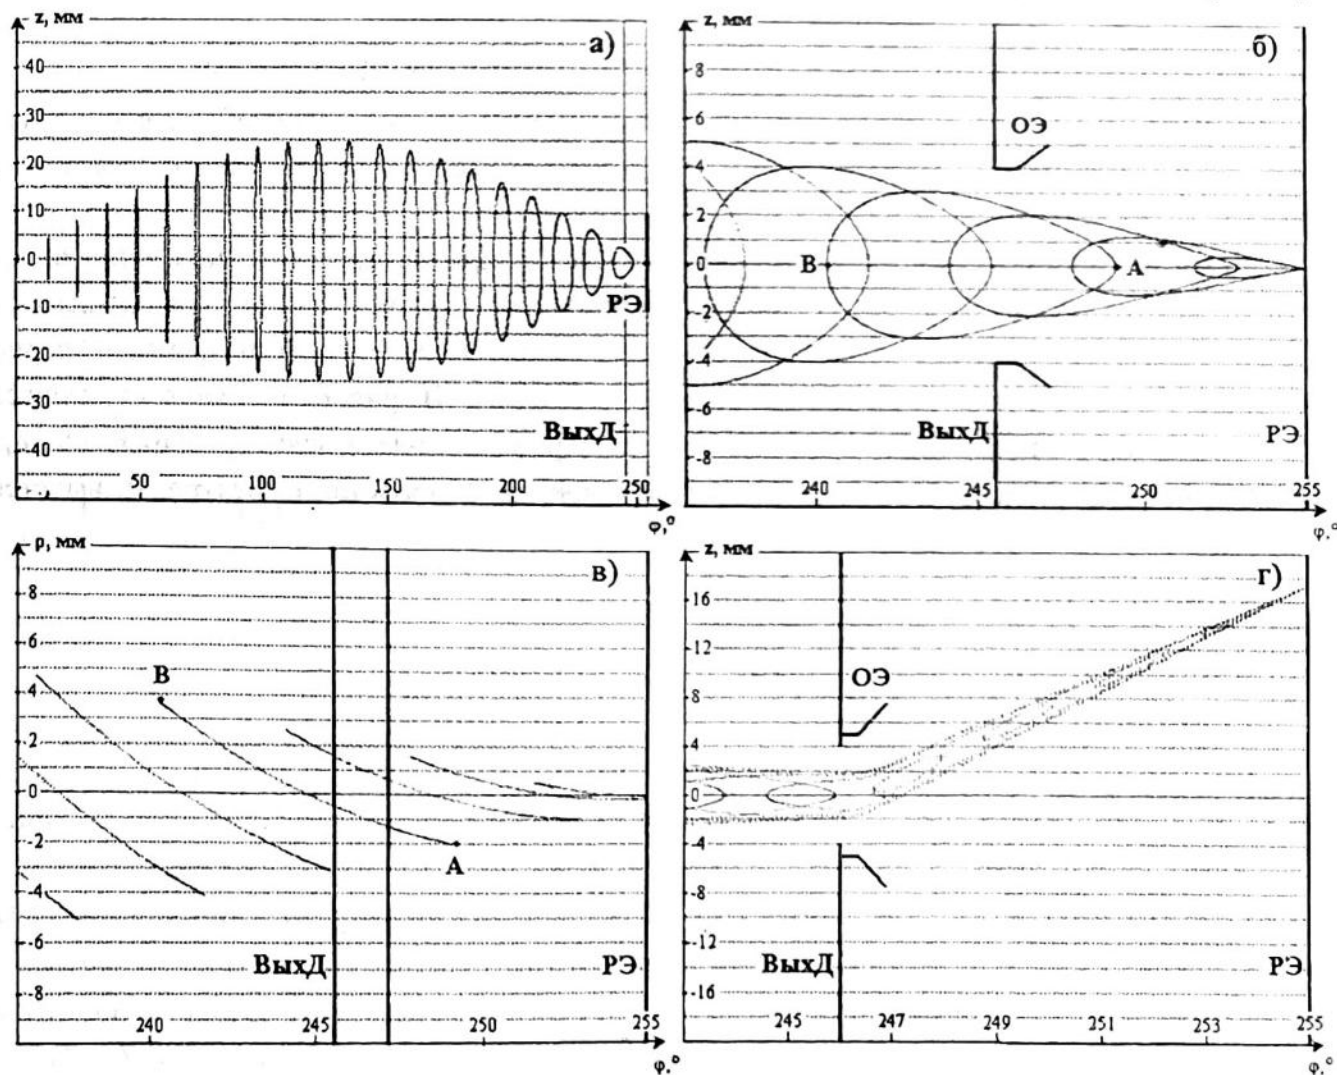 z, мм
а)
40
30
20
10
0
-10
-20
-30
-40
РЭ
ВыхД
50
100
150
200
250
φ,°
z, мм
б)
8
6
4
2
0
-2
-4
-6
-8
ОЭ
В
А
ВыхД
РЭ
240
245
250
255
φ,°
ρ, мм
в)
8
6
4
2
0
-2
-4
-6
-8
В
А
ВыхД
РЭ
240
245
250
255
φ,°
z, мм
г)
16
12
8
4
0
-4
-8
-12
-16
ОЭ
ВыхД
РЭ
245
247
249
251
253
255
φ,°